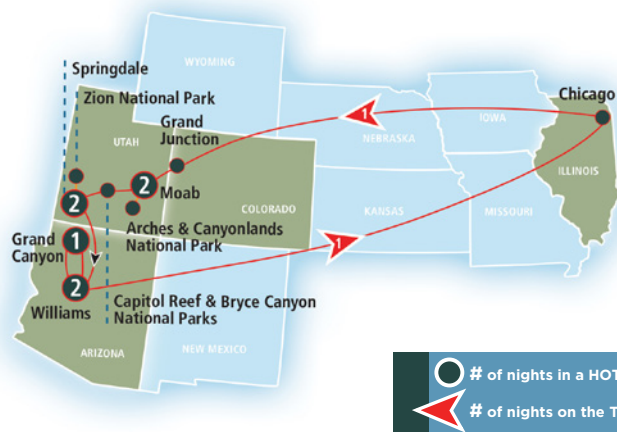 Springdale
Zion National Park
Grand
Junction
WYOMING
UTAH
COLORADO
NEBRASKA
IOWA
Chicago
ILLINOIS
KANSAS
MISSOURI
1
2
Moab
2
Arches & Canyonlands
National Park
Grand
Canyon
1
2
Williams
1
Capitol Reef & Bryce Canyon
National Parks
ARIZONA
NEW MEXICO
# of nights in a HOT
# of nights on the T